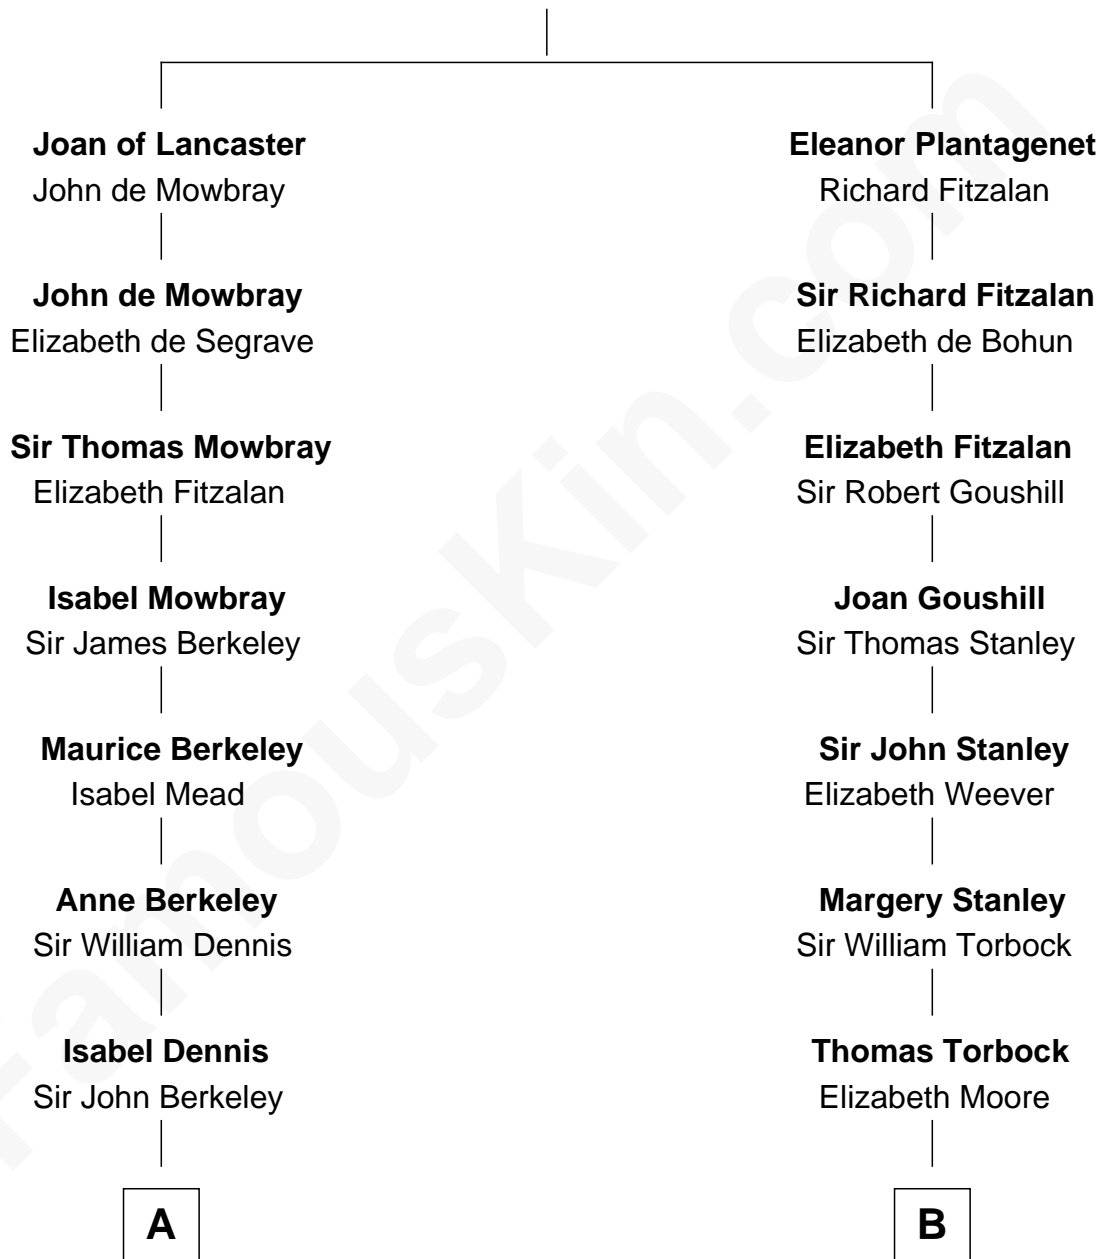 Joan of Lancaster
John de Mowbray
John de Mowbray
Elizabeth de Segrave
Sir Thomas Mowbray
Elizabeth Fitzalan
Isabel Mowbray
Sir James Berkeley
Maurice Berkeley
Isabel Mead
Anne Berkeley
Sir William Dennis
Isabel Dennis
Sir John Berkeley
A
Eleanor Plantagenet
Richard Fitzalan
Sir Richard Fitzalan
Elizabeth de Bohun
Elizabeth Fitzalan
Sir Robert Goushill
Joan Goushill
Sir Thomas Stanley
Sir John Stanley
Elizabeth Weever
Margery Stanley
Sir William Torbock
Thomas Torbock
Elizabeth Moore
B
FamousKin.com